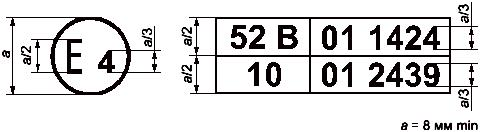 a
a/2
E 4
a/3
a/2
a/2
52 B 01 1424
10 01 2439
a/3
a/3
a = 8 мм min